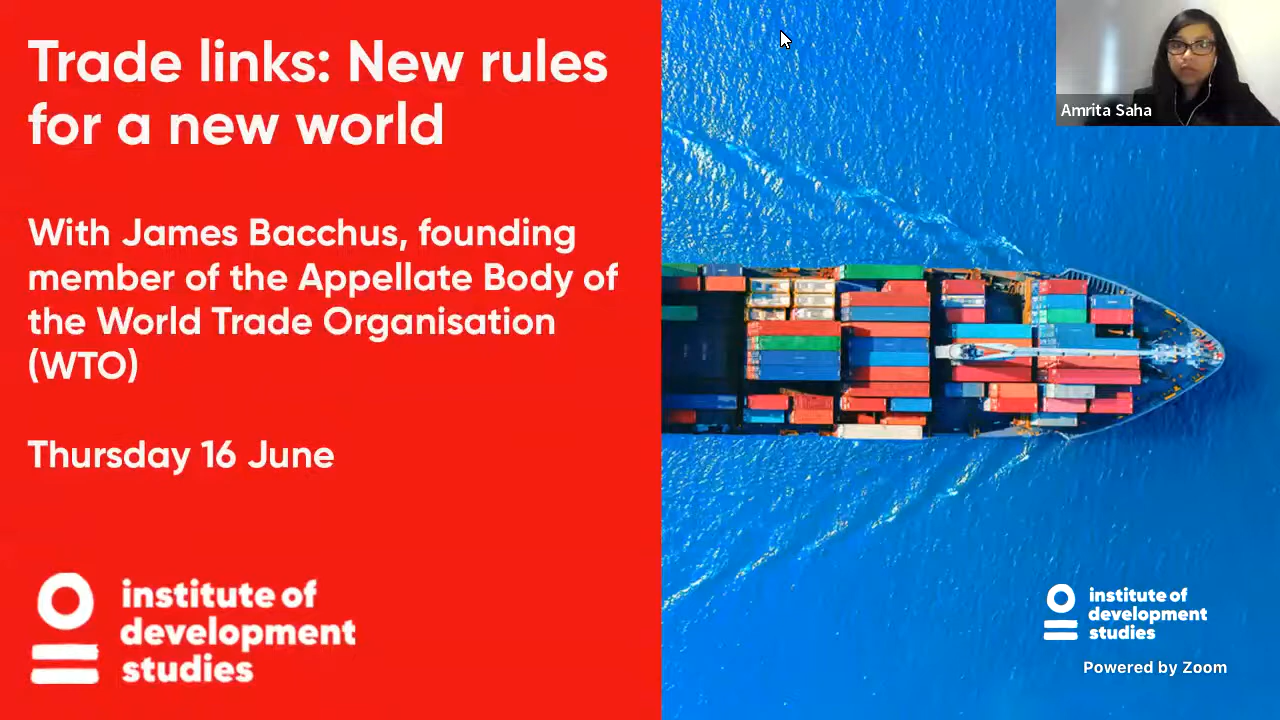 Trade links: New rules
for a new world
With James Bacchus, founding
member of the Appellate Body of
the World Trade Organisation
(WTO)
Thursday 16 June
institute of
development
studies
Amrita Saha
institute of
development
studies
Powered by Zoom